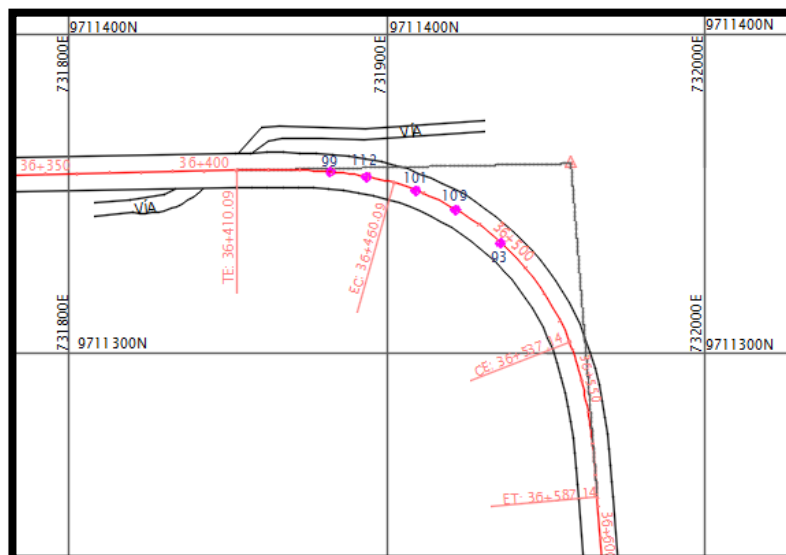 9711400N
9711400N
9711400N
731800E
731900E
732000E
VÍA
36+350
36+400
99
112
101
109
93
36+500
VÍA
TE: 36+410.09
EC: 36+460.09
731800E
9711300N
732000E
9711300N
CE: 36+537.14
36+550
ET: 36+587.14
36+600